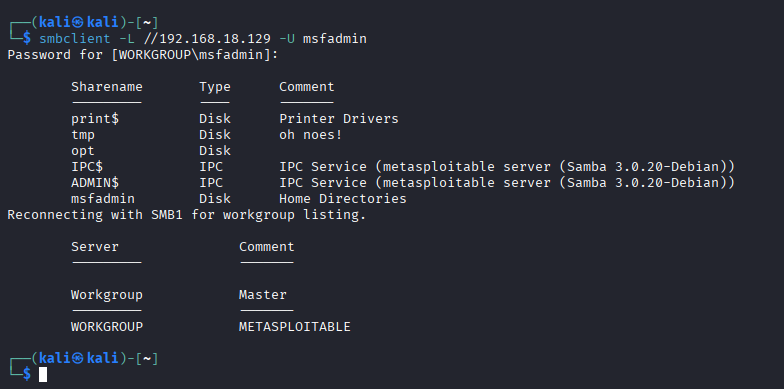 ┌──(kali㉿kali)-[~]
└─$ smbclient -L //192.168.18.129 -U msfadmin
Password for [WORKGROUP\msfadmin]:
Sharename       Type      Comment
---------       ----      -------
print$          Disk      Printer Drivers
tmp             Disk      oh noes!
opt             Disk
IPC$            IPC       IPC Service (metasploitable server (Samba 3.0.20-Debian))
ADMIN$          IPC       IPC Service (metasploitable server (Samba 3.0.20-Debian))
msfadmin        Disk      Home Directories
Reconnecting with SMB1 for workgroup listing.
Server               Comment
---------            -------
Workgroup            Master
---------            -------
WORKGROUP            METASPLOITABLE
┌──(kali㉿kali)-[~]
└─$